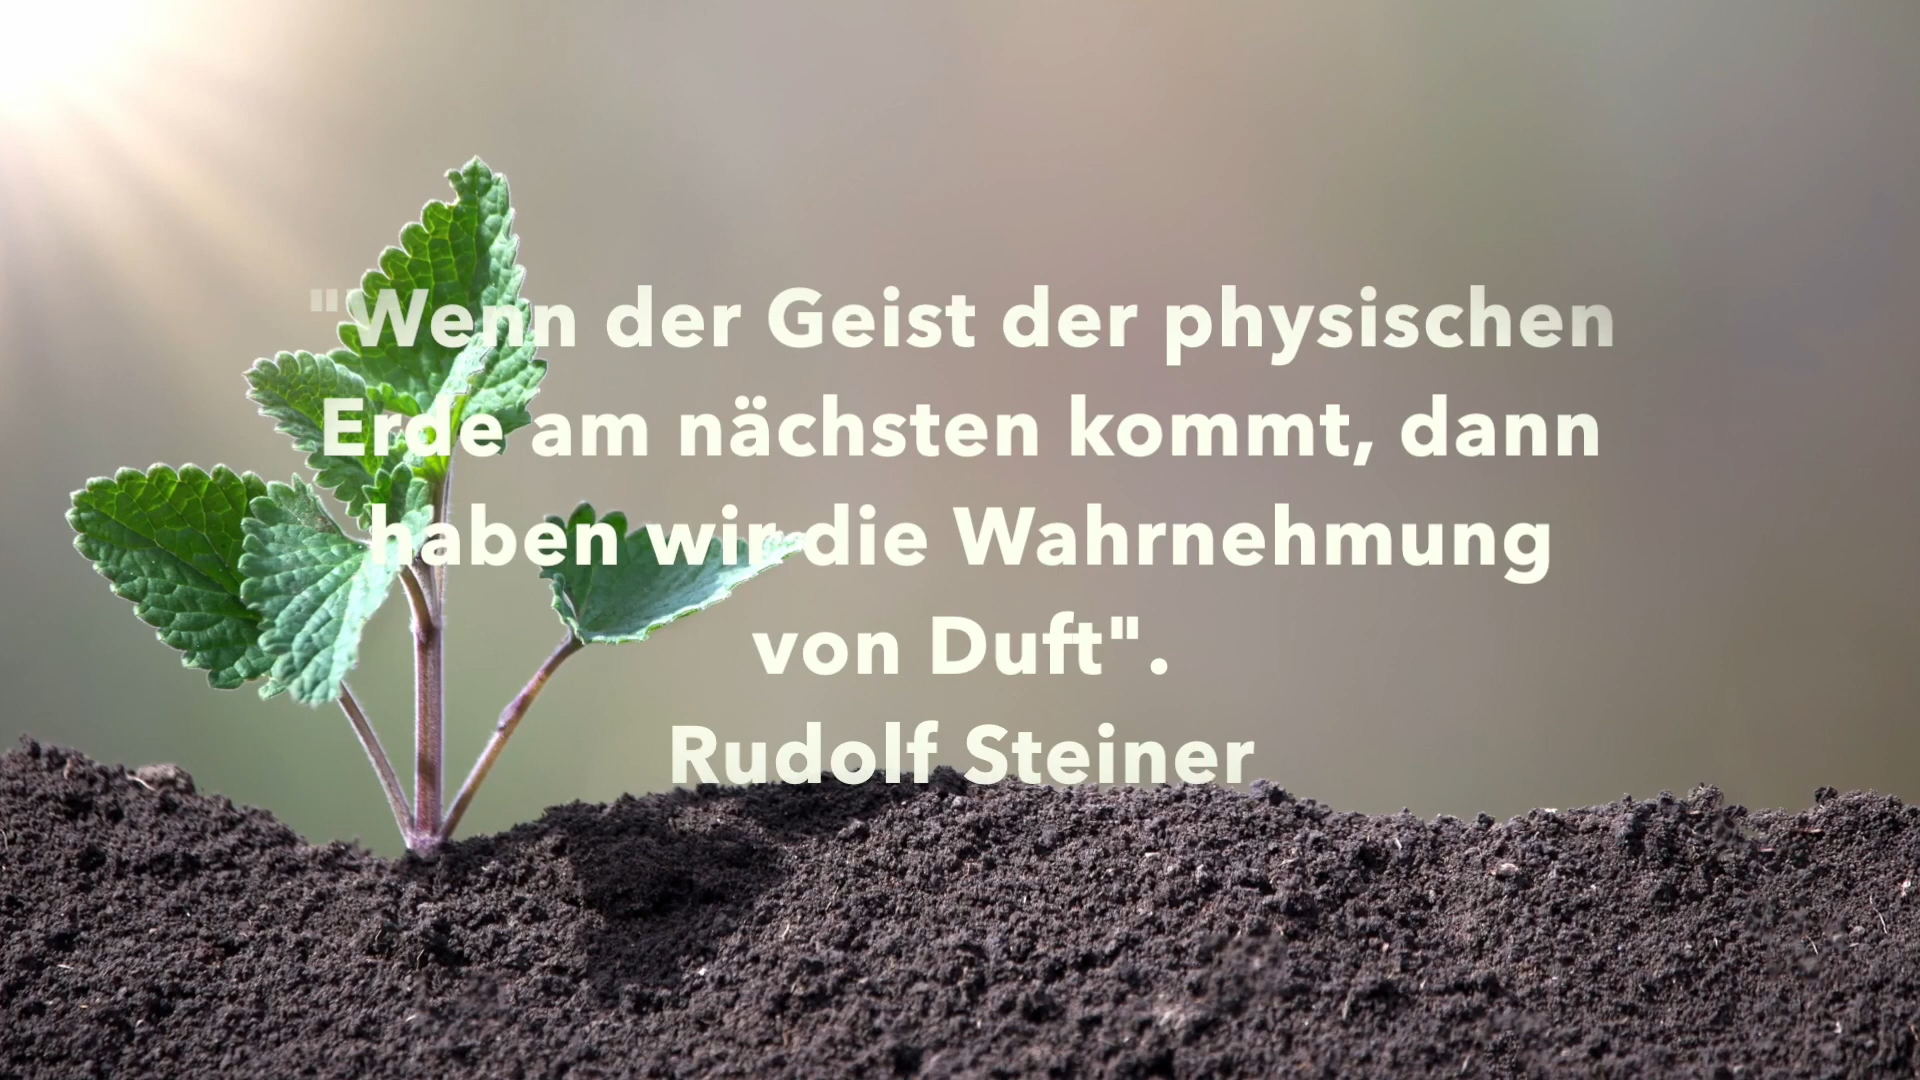 "Wenn der Geist der physischen
Erde am nächsten kommt, dann
haben wir die Wahrnehmung
von Duft".
Rudolf Steiner